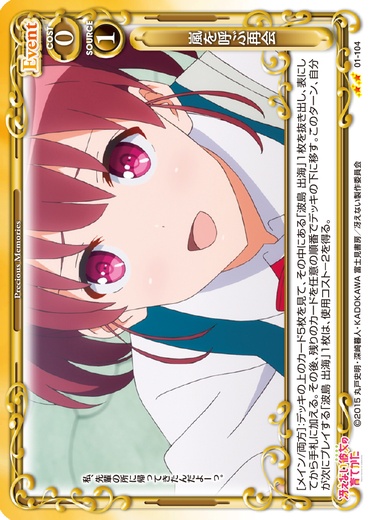 Event
COST
0
SOURCE
1
嵐を呼ぶ再会
01-104
Precious Memories
私、先輩の所に帰ってきたんだよーっ。
[メイン/両方]:デッキの上のカード5枚を見て、その中にある「波島 出海」1枚を抜き出し、表にし
てから手札に加える。その後、残りのカードを任意の順番でデッキの下に移す。このターン、自分
が次にプレイする「波島 出海」1枚は、使用コスト-2を得る。
冴えない彼女の
育てかた
©2015 丸戸史明・深崎暮人・KADOKAWA 富士見書房/冴えない製作委員会